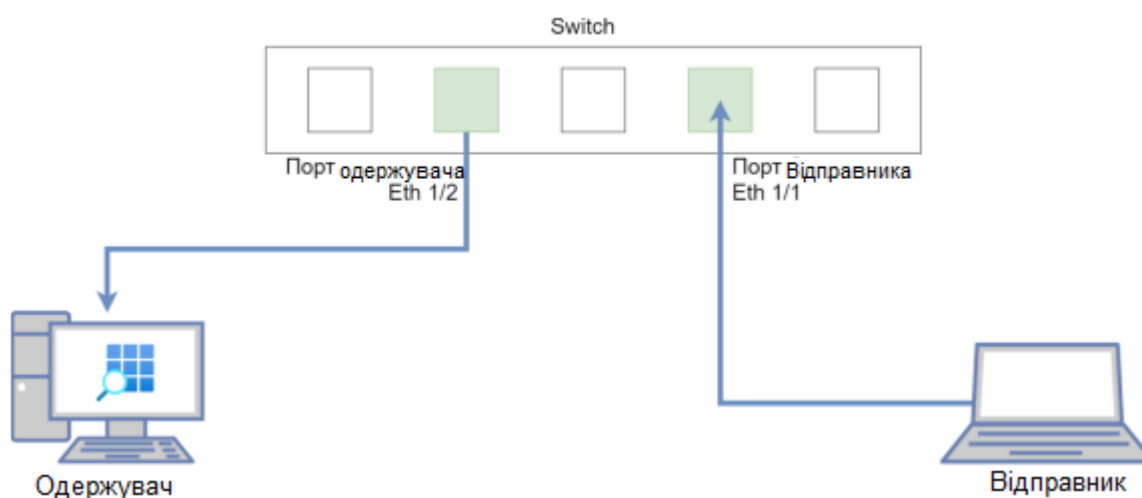 Switch
Порт одержувача
Eth 1/2
Порт Відправника
Eth 1/1
Одержувач
Відправник